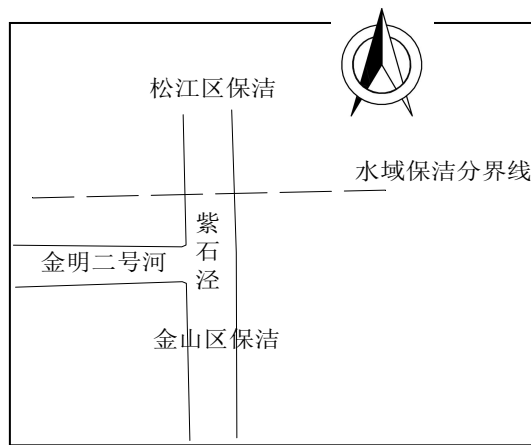 松江区保洁
水域保洁分界线
紫石泾
金明二号河
金山区保洁